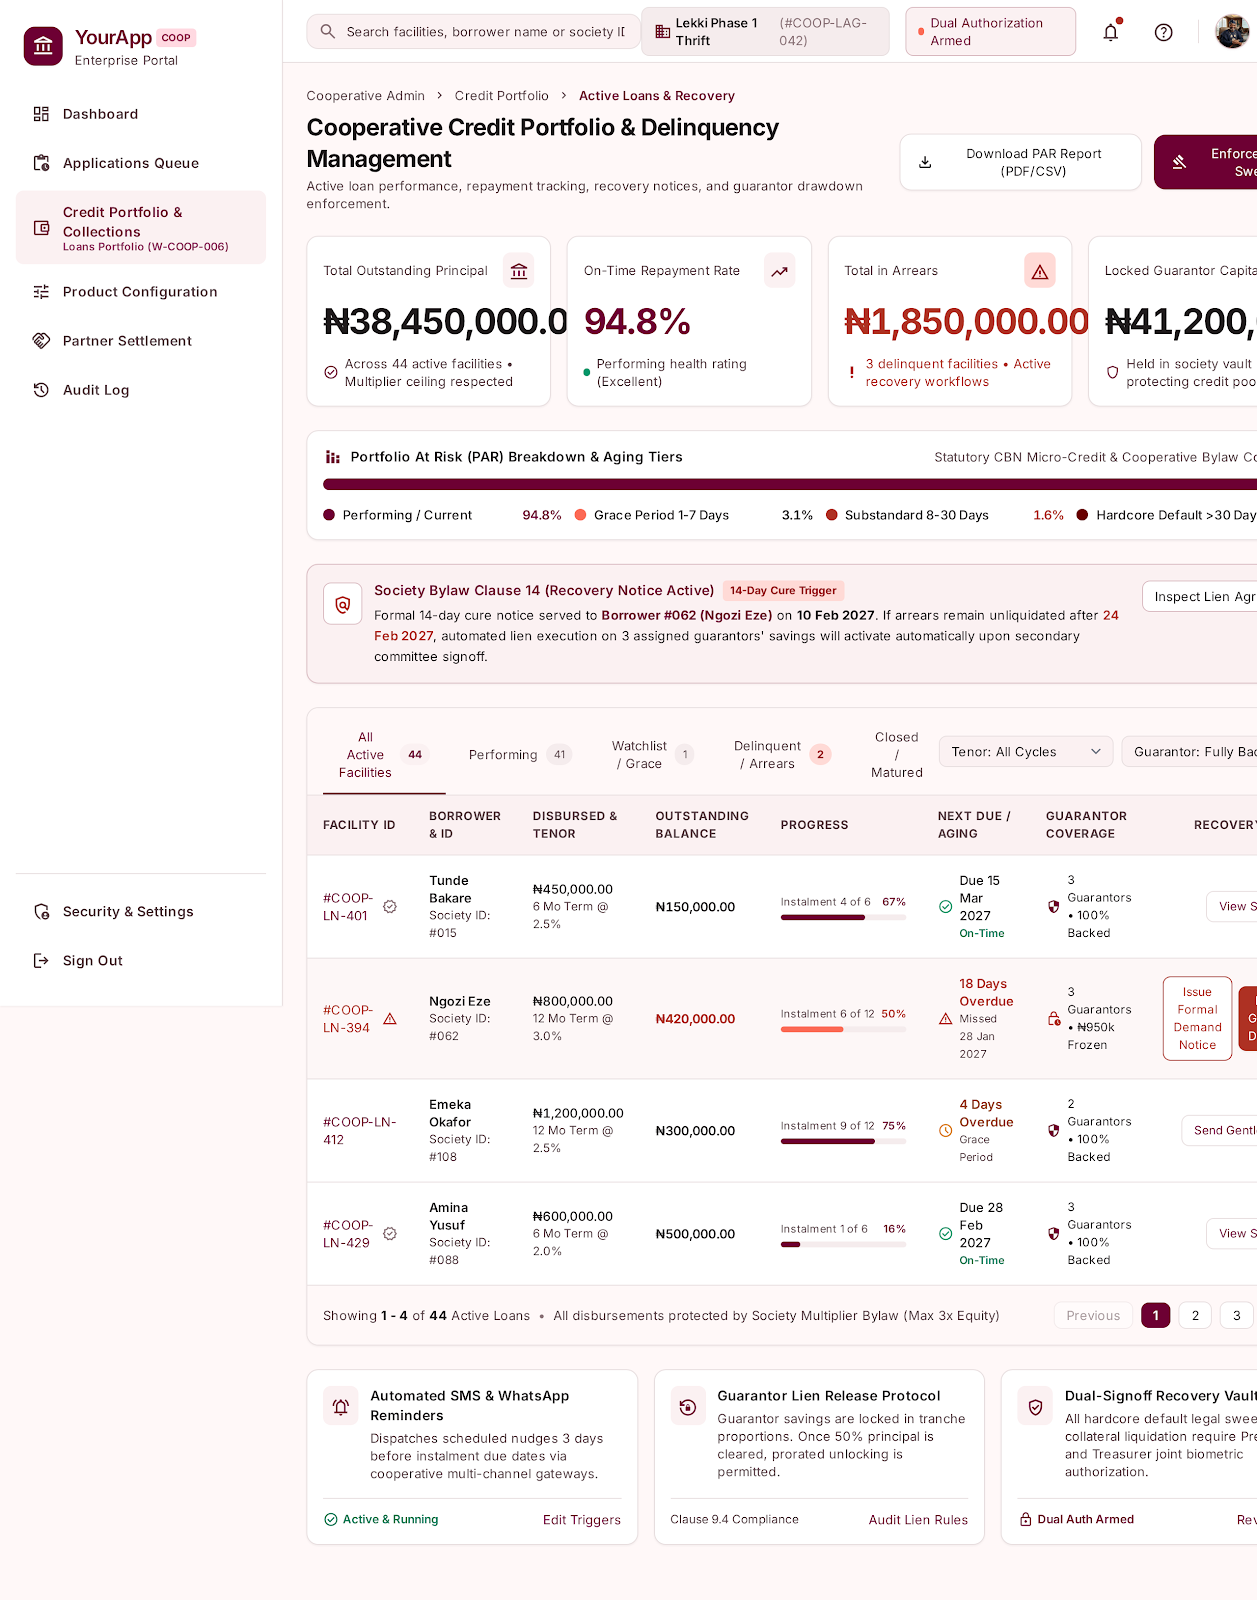 YourApp COOP
Enterprise Portal
Dashboard
Applications Queue
Credit Portfolio &
Collections
Loans Portfolio (W-COOP-006)
Product Configuration
Partner Settlement
Audit Log
Security & Settings
Sign Out
Search facilities, borrower name or society I
Lekki Phase 1
Thrift
(#COOP-LAG-
042)
Dual Authorization
Armed
Cooperative Admin > Credit Portfolio > Active Loans & Recovery
Cooperative Credit Portfolio & Delinquency
Management
Active loan performance, repayment tracking, recovery notices, and guarantor drawdown
enforcement.
Download PAR Report
(PDF/CSV)
Enforce
Total Outstanding Principal
₦38,450,000.0
Across 44 active facilities •
Multiplier ceiling respected
On-Time Repayment Rate
94.8%
Performing health rating
(Excellent)
Total in Arrears
₦1,850,000.00
3 delinquent facilities • Active
recovery workflows
Locked Guarantor Capita
₦41,200,
Held in society vault
protecting credit poo
Portfolio At Risk (PAR) Breakdown & Aging Tiers
Statutory CBN Micro-Credit & Cooperative Bylaw Co
Performing / Current 94.8%
Grace Period 1-7 Days 3.1%
Substandard 8-30 Days 1.6%
Hardcore Default >30 Day
Society Bylaw Clause 14 (Recovery Notice Active) 14-Day Cure Trigger
Formal 14-day cure notice served to Borrower #062 (Ngozi Eze) on 10 Feb 2027. If arrears remain unliquidated after 24
Feb 2027, automated lien execution on 3 assigned guarantors' savings will activate automatically upon secondary
committee signoff.
Inspect Lien Agr
All
Active
Facilities
44
Performing 41
Watchlist
/ Grace
1
Delinquent
/ Arrears
2
Closed
/
Matured
Tenor: All Cycles
Guarantor: Fully Bac
FACILITY ID
BORROWER
& ID
DISBURSED &
TENOR
OUTSTANDING
BALANCE
PROGRESS
NEXT DUE /
AGING
GUARANTOR
COVERAGE
RECOVERY
#COOP-
LN-401
Tunde
Bakare
Society ID:
#015
₦450,000.00
6 Mo Term @
2.5%
₦150,000.00
Instalment 4 of 6 67%
Due 15
Mar
2027
On-Time
3
Guarantors
• 100%
Backed
View S
#COOP-
LN-394
Ngozi Eze
Society ID:
#062
₦800,000.00
12 Mo Term @
3.0%
₦420,000.00
Instalment 6 of 12 50%
18 Days
Overdue
Missed
28 Jan
2027
3
Guarantors
• ₦950k
Frozen
Issue
Formal
Demand
Notice
#COOP-LN-
412
Emeka
Okafor
Society ID:
#108
₦1,200,000.00
12 Mo Term @
2.5%
₦300,000.00
Instalment 9 of 12 75%
4 Days
Overdue
Grace
Period
2
Guarantors
• 100%
Backed
Send Gentl
#COOP-
LN-429
Amina
Yusuf
Society ID:
#088
₦600,000.00
6 Mo Term @
2.0%
₦500,000.00
Instalment 1 of 6 16%
Due 28
Feb
2027
On-Time
3
Guarantors
• 100%
Backed
View S
Showing 1 - 4 of 44 Active Loans • All disbursements protected by Society Multiplier Bylaw (Max 3x Equity)
Previous 1 2 3
Automated SMS & WhatsApp
Reminders
Dispatches scheduled nudges 3 days
before instalment due dates via
cooperative multi-channel gateways.
Active & Running
Edit Triggers
Guarantor Lien Release Protocol
Guarantor savings are locked in tranche
proportions. Once 50% principal is
cleared, prorated unlocking is
permitted.
Clause 9.4 Compliance
Audit Lien Rules
Dual-Signoff Recovery Vault
All hardcore default legal swee
collateral liquidation require Pre
and Treasurer joint biometric
authorization.
Dual Auth Armed
Rev